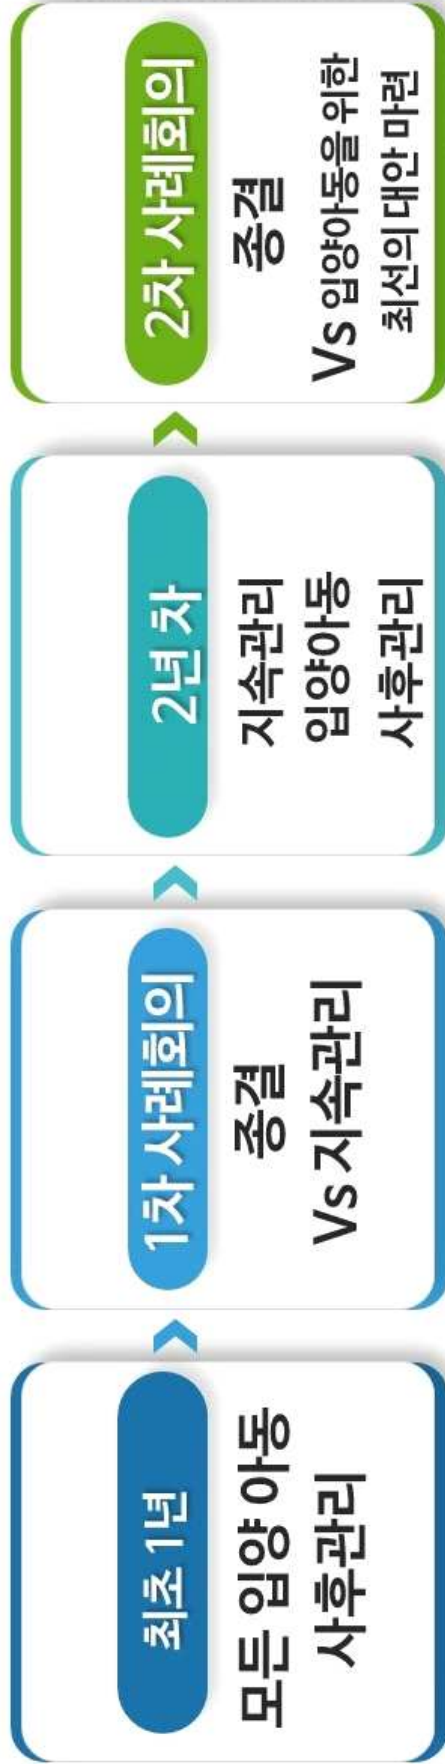 최초 1년
모든 입양 아동
사후관리
1차 사례회의
종결
Vs 지속관리
2년 차
지속관리
입양아동
사후관리
2차 사례회의
종결
Vs 입양아동을 위한
최선의 대안 마련